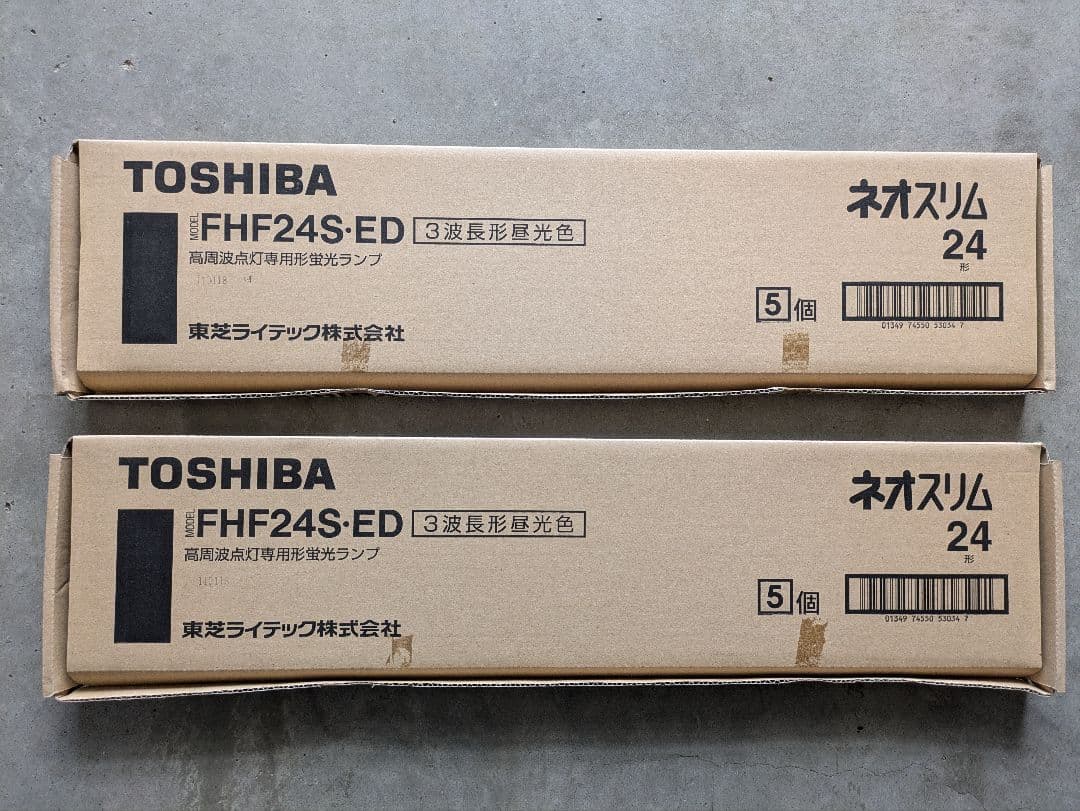 TOSHIBA
MODEL FHF24S・ED 3波長形昼光色
高周波点灯専用形蛍光ランプ
東芝ライテック株式会社
ネオスリム
24
形
5個
01349 74550 53034 7
TOSHIBA
MODEL FHF24S・ED 3波長形昼光色
高周波点灯専用形蛍光ランプ
東芝ライテック株式会社
ネオスリム
24
形
5個
01349 74550 53034 7